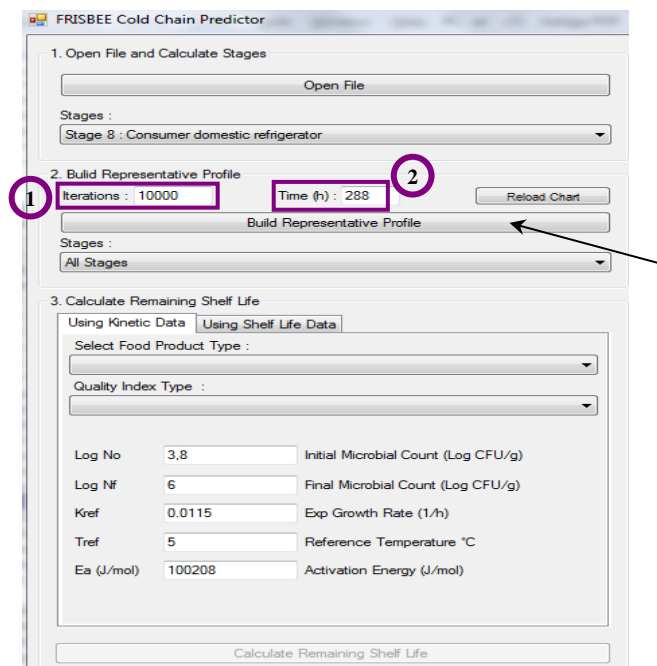 FRISBEE Cold Chain Predictor
1. Open File and Calculate Stages
Open File
Stages :
Stage 8 : Consumer domestic refrigerator
2. Bulid Representative Profile
1 Iterations : 10000 Time (h) : 288 2 Reload Chart
Build Representative Profile
Stages :
All Stages
3. Calculate Remaining Shelf Life
Using Kinetic Data Using Shelf Life Data
Select Food Product Type :
Quality Index Type :
Log No 3,8 Initial Microbial Count (Log CFU/g)
Log Nf 6 Final Microbial Count (Log CFU/g)
Kref 0.0115 Exp Growth Rate (1/h)
Tref 5 Reference Temperature °C
Ea (J/mol) 100208 Activation Energy (J/mol)
Calculate Remaining Shelf Life